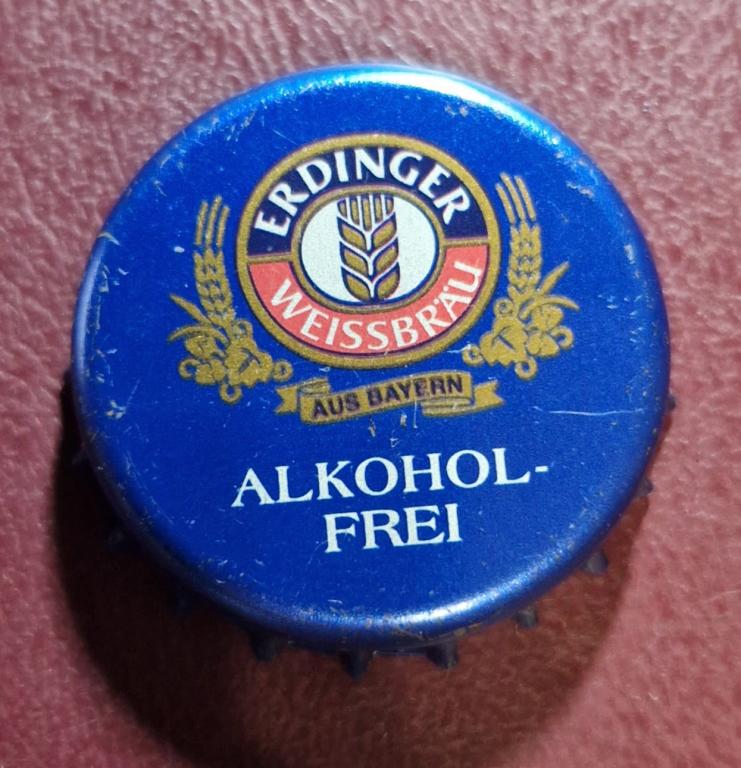 ERDINGER
WEISSBRÄU
AUS BAYERN
ALKOHOL-
FREI